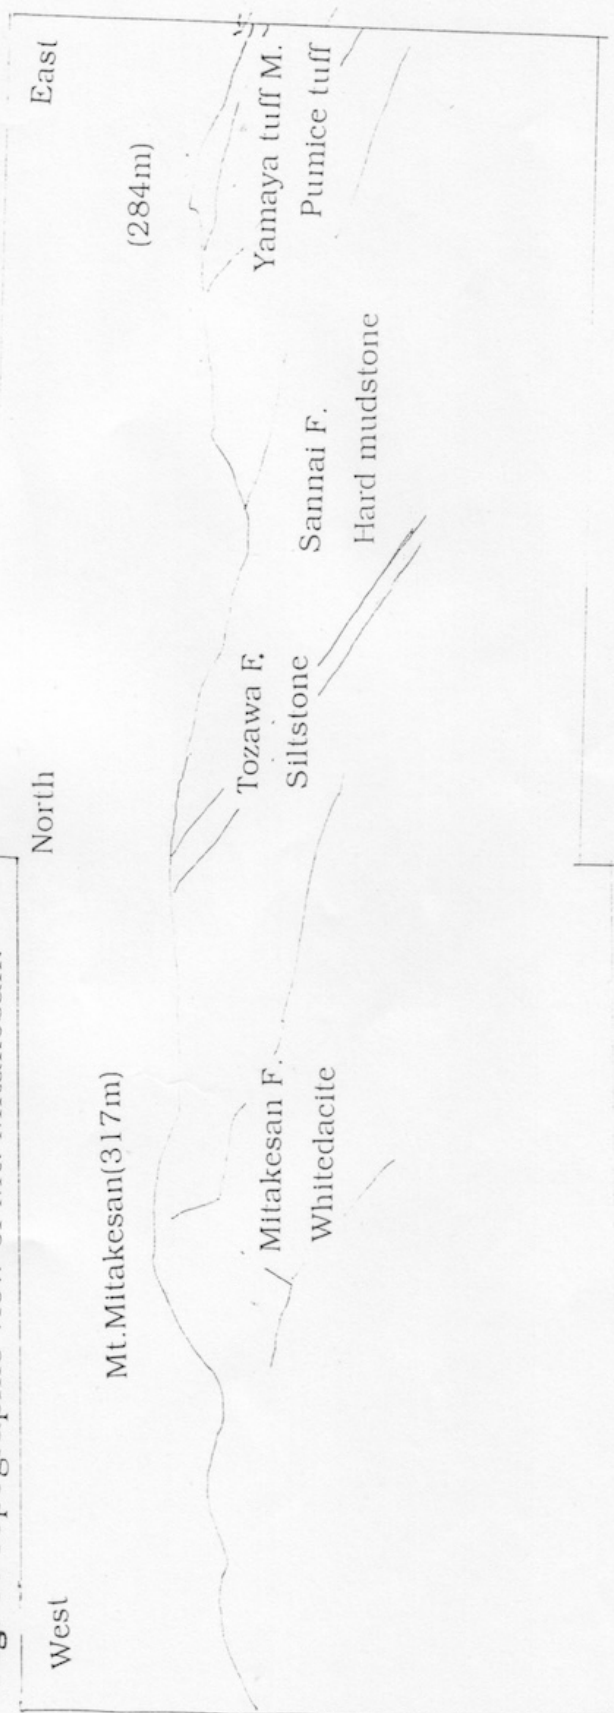 West
North
East
Mt.Mitakesan(317m)
(284m)
Mitakesan F.
Whitedacite
Tozawa F.
Siltstone
Sannai F.
Hard mudstone
Yamaya tuff M.
Pumice tuff